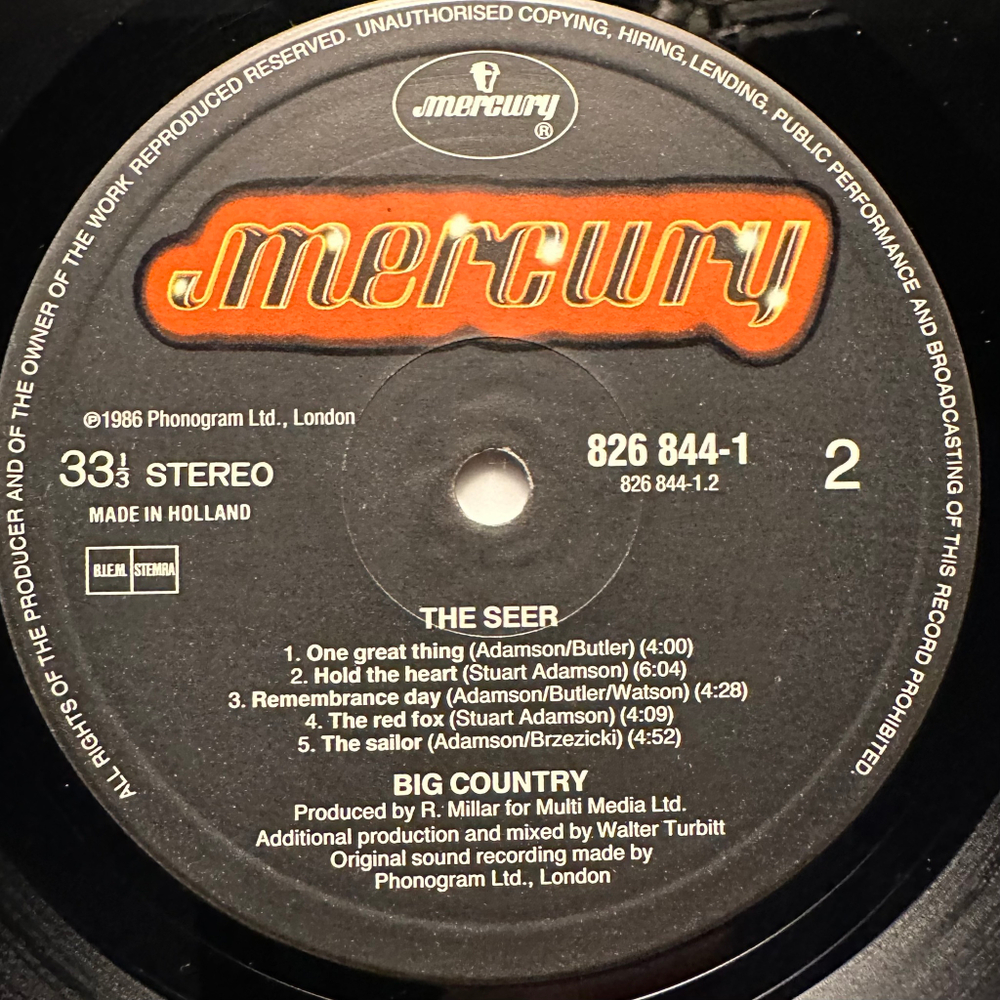 ALL RIGHTS OF THE PRODUCER AND OF THE OWNER OF THE WORK REPRODUCED RESERVED. UNAUTHORISED COPYING, HIRING, LENDING, PUBLIC PERFORMANCE AND BROADCASTING OF THIS RECORD PROHIBITED.
mercury
®
mercury
℗1986 Phonogram Ltd., London
33⅓ STEREO
MADE IN HOLLAND
B.I.E.M. STEMRA
826 844-1
826 844-1.2
2
THE SEER
1. One great thing (Adamson/Butler) (4:00)
2. Hold the heart (Stuart Adamson) (6:04)
3. Remembrance day (Adamson/Butler/Watson) (4:28)
4. The red fox (Stuart Adamson) (4:09)
5. The sailor (Adamson/Brzezicki) (4:52)
BIG COUNTRY
Produced by R. Millar for Multi Media Ltd.
Additional production and mixed by Walter Turbitt
Original sound recording made by
Phonogram Ltd., London